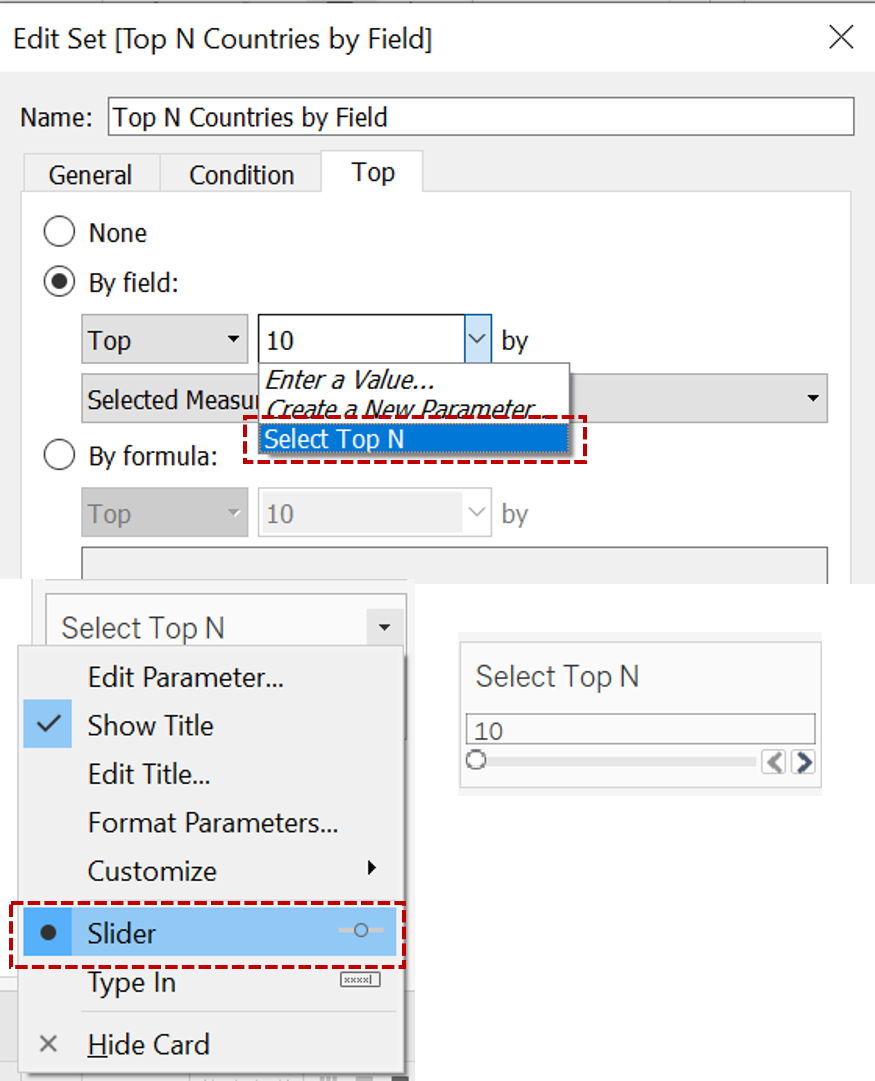 Edit Set [Top N Countries by Field]
Name: Top N Countries by Field
General Condition Top
None
By field:
Top 10 by
Enter a Value...
Selected Measu
Create a New Parameter...
Select Top N
By formula:
Top 10 by
Select Top N
Edit Parameter...
Show Title
Edit Title...
Format Parameters...
Customize
Slider
Type In
xxxx
Hide Card
Select Top N
10